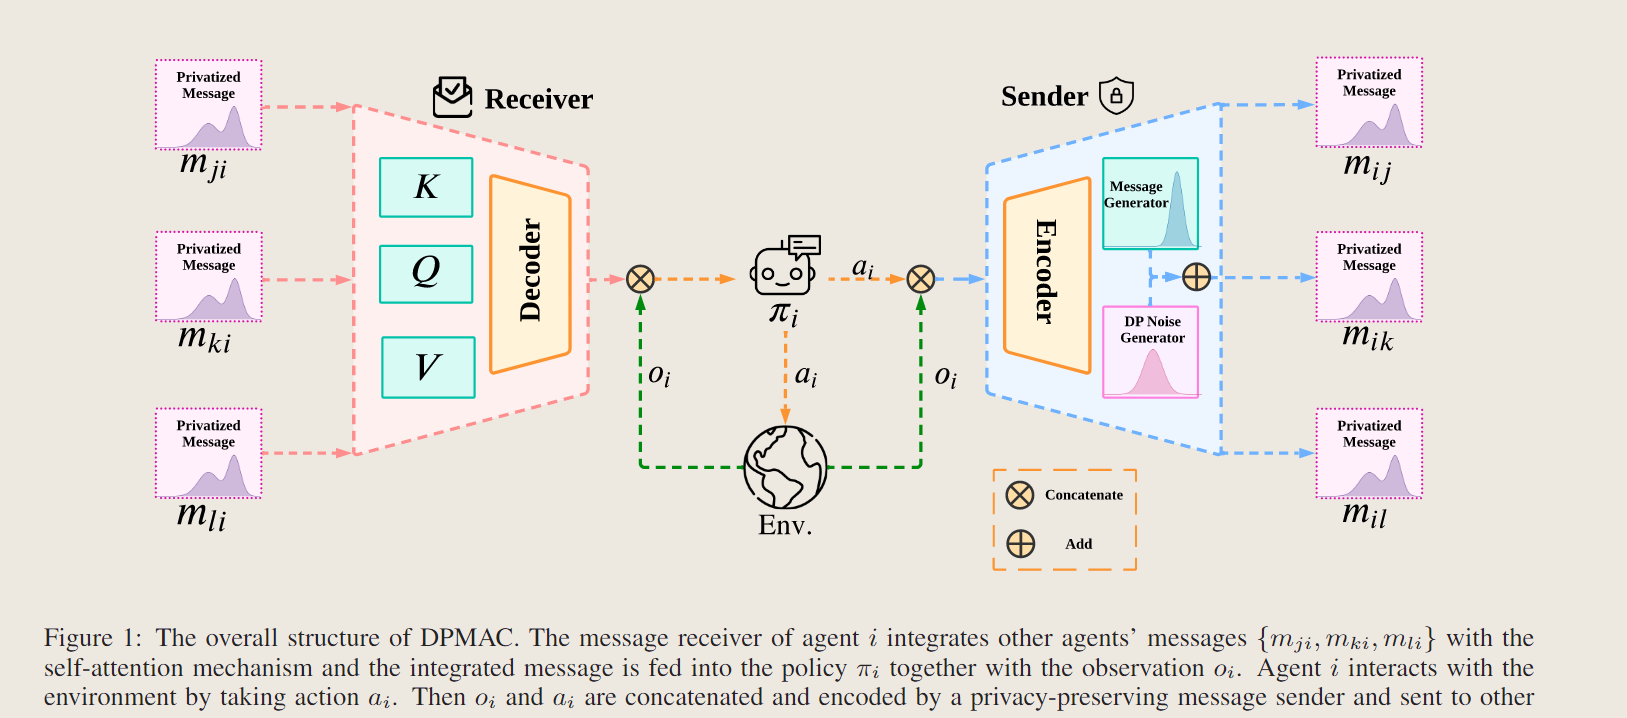 Privatized
Message
m_{ji}
Privatized
Message
m_{ki}
Privatized
Message
m_{li}
Receiver
K
Q
V
Decoder
π_i
a_i
a_i
o_i
o_i
Env.
Sender
Encoder
Message
Generator
DP Noise
Generator
Privatized
Message
m_{ij}
Privatized
Message
m_{ik}
Privatized
Message
m_{il}
Concatenate
Add
Figure 1: The overall structure of DPMAC. The message receiver of agent i integrates other agents' messages {m_{ji}, m_{ki}, m_{li}} with the
self-attention mechanism and the integrated message is fed into the policy π_i together with the observation o_i. Agent i interacts with the
environment by taking action a_i. Then o_i and a_i are concatenated and encoded by a privacy-preserving message sender and sent to other